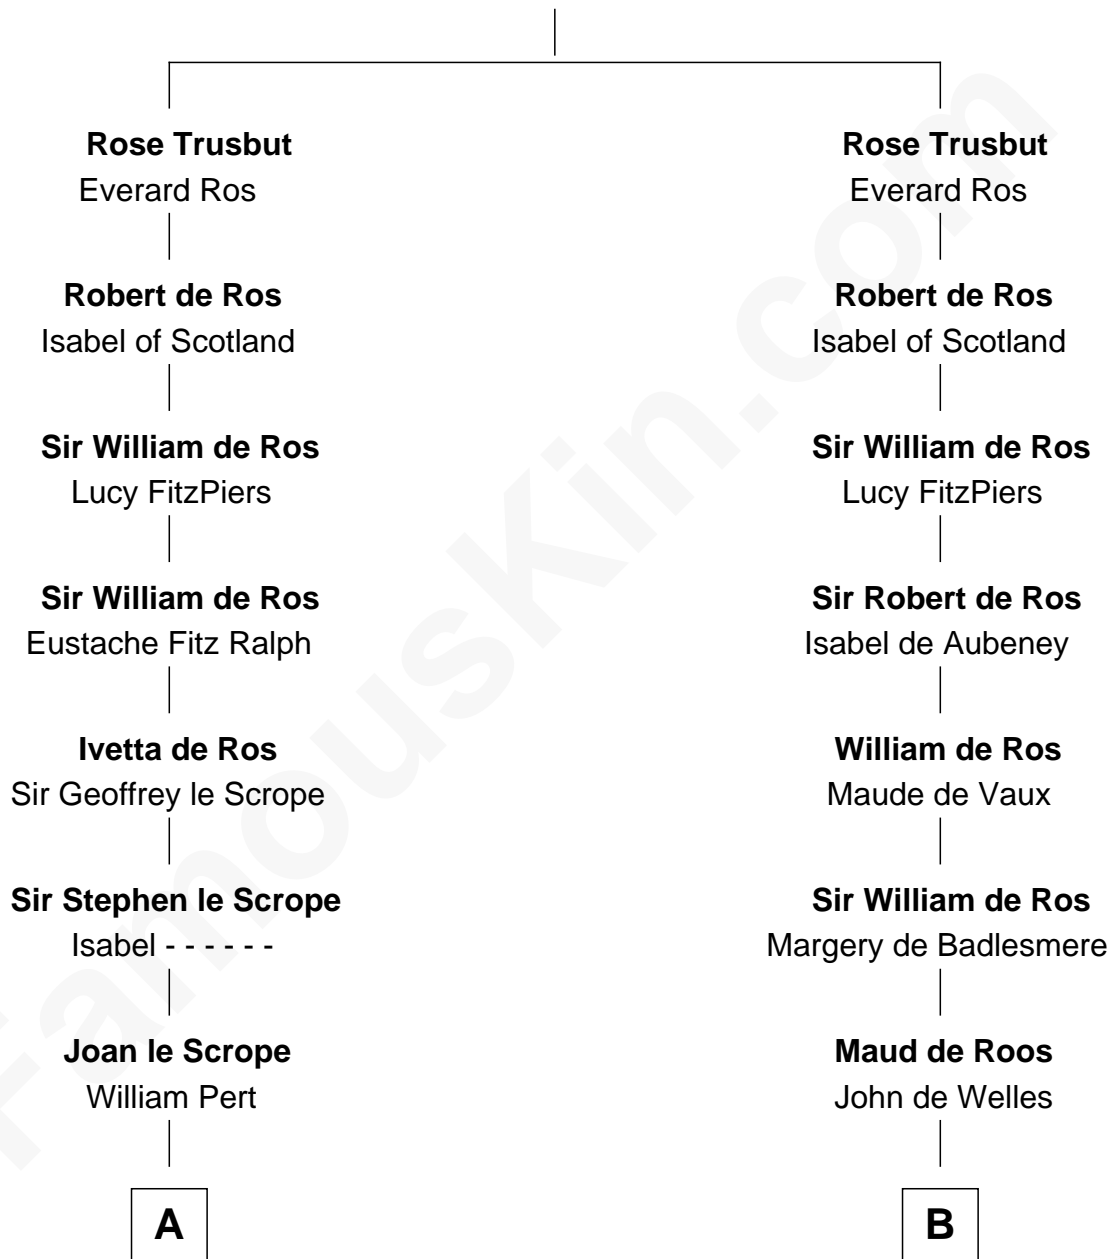 Rose Trusbut
Everard Ros
Robert de Ros
Isabel of Scotland
Sir William de Ros
Lucy FitzPiers
Sir William de Ros
Eustache Fitz Ralph
Ivetta de Ros
Sir Geoffrey le Scrope
Sir Stephen le Scrope
Isabel - - - - - -
Joan le Scrope
William Pert
A
Rose Trusbut
Everard Ros
Robert de Ros
Isabel of Scotland
Sir William de Ros
Lucy FitzPiers
Sir Robert de Ros
Isabel de Aubeney
William de Ros
Maude de Vaux
Sir William de Ros
Margery de Badlesmere
Maud de Roos
John de Welles
B
FamousKin.com